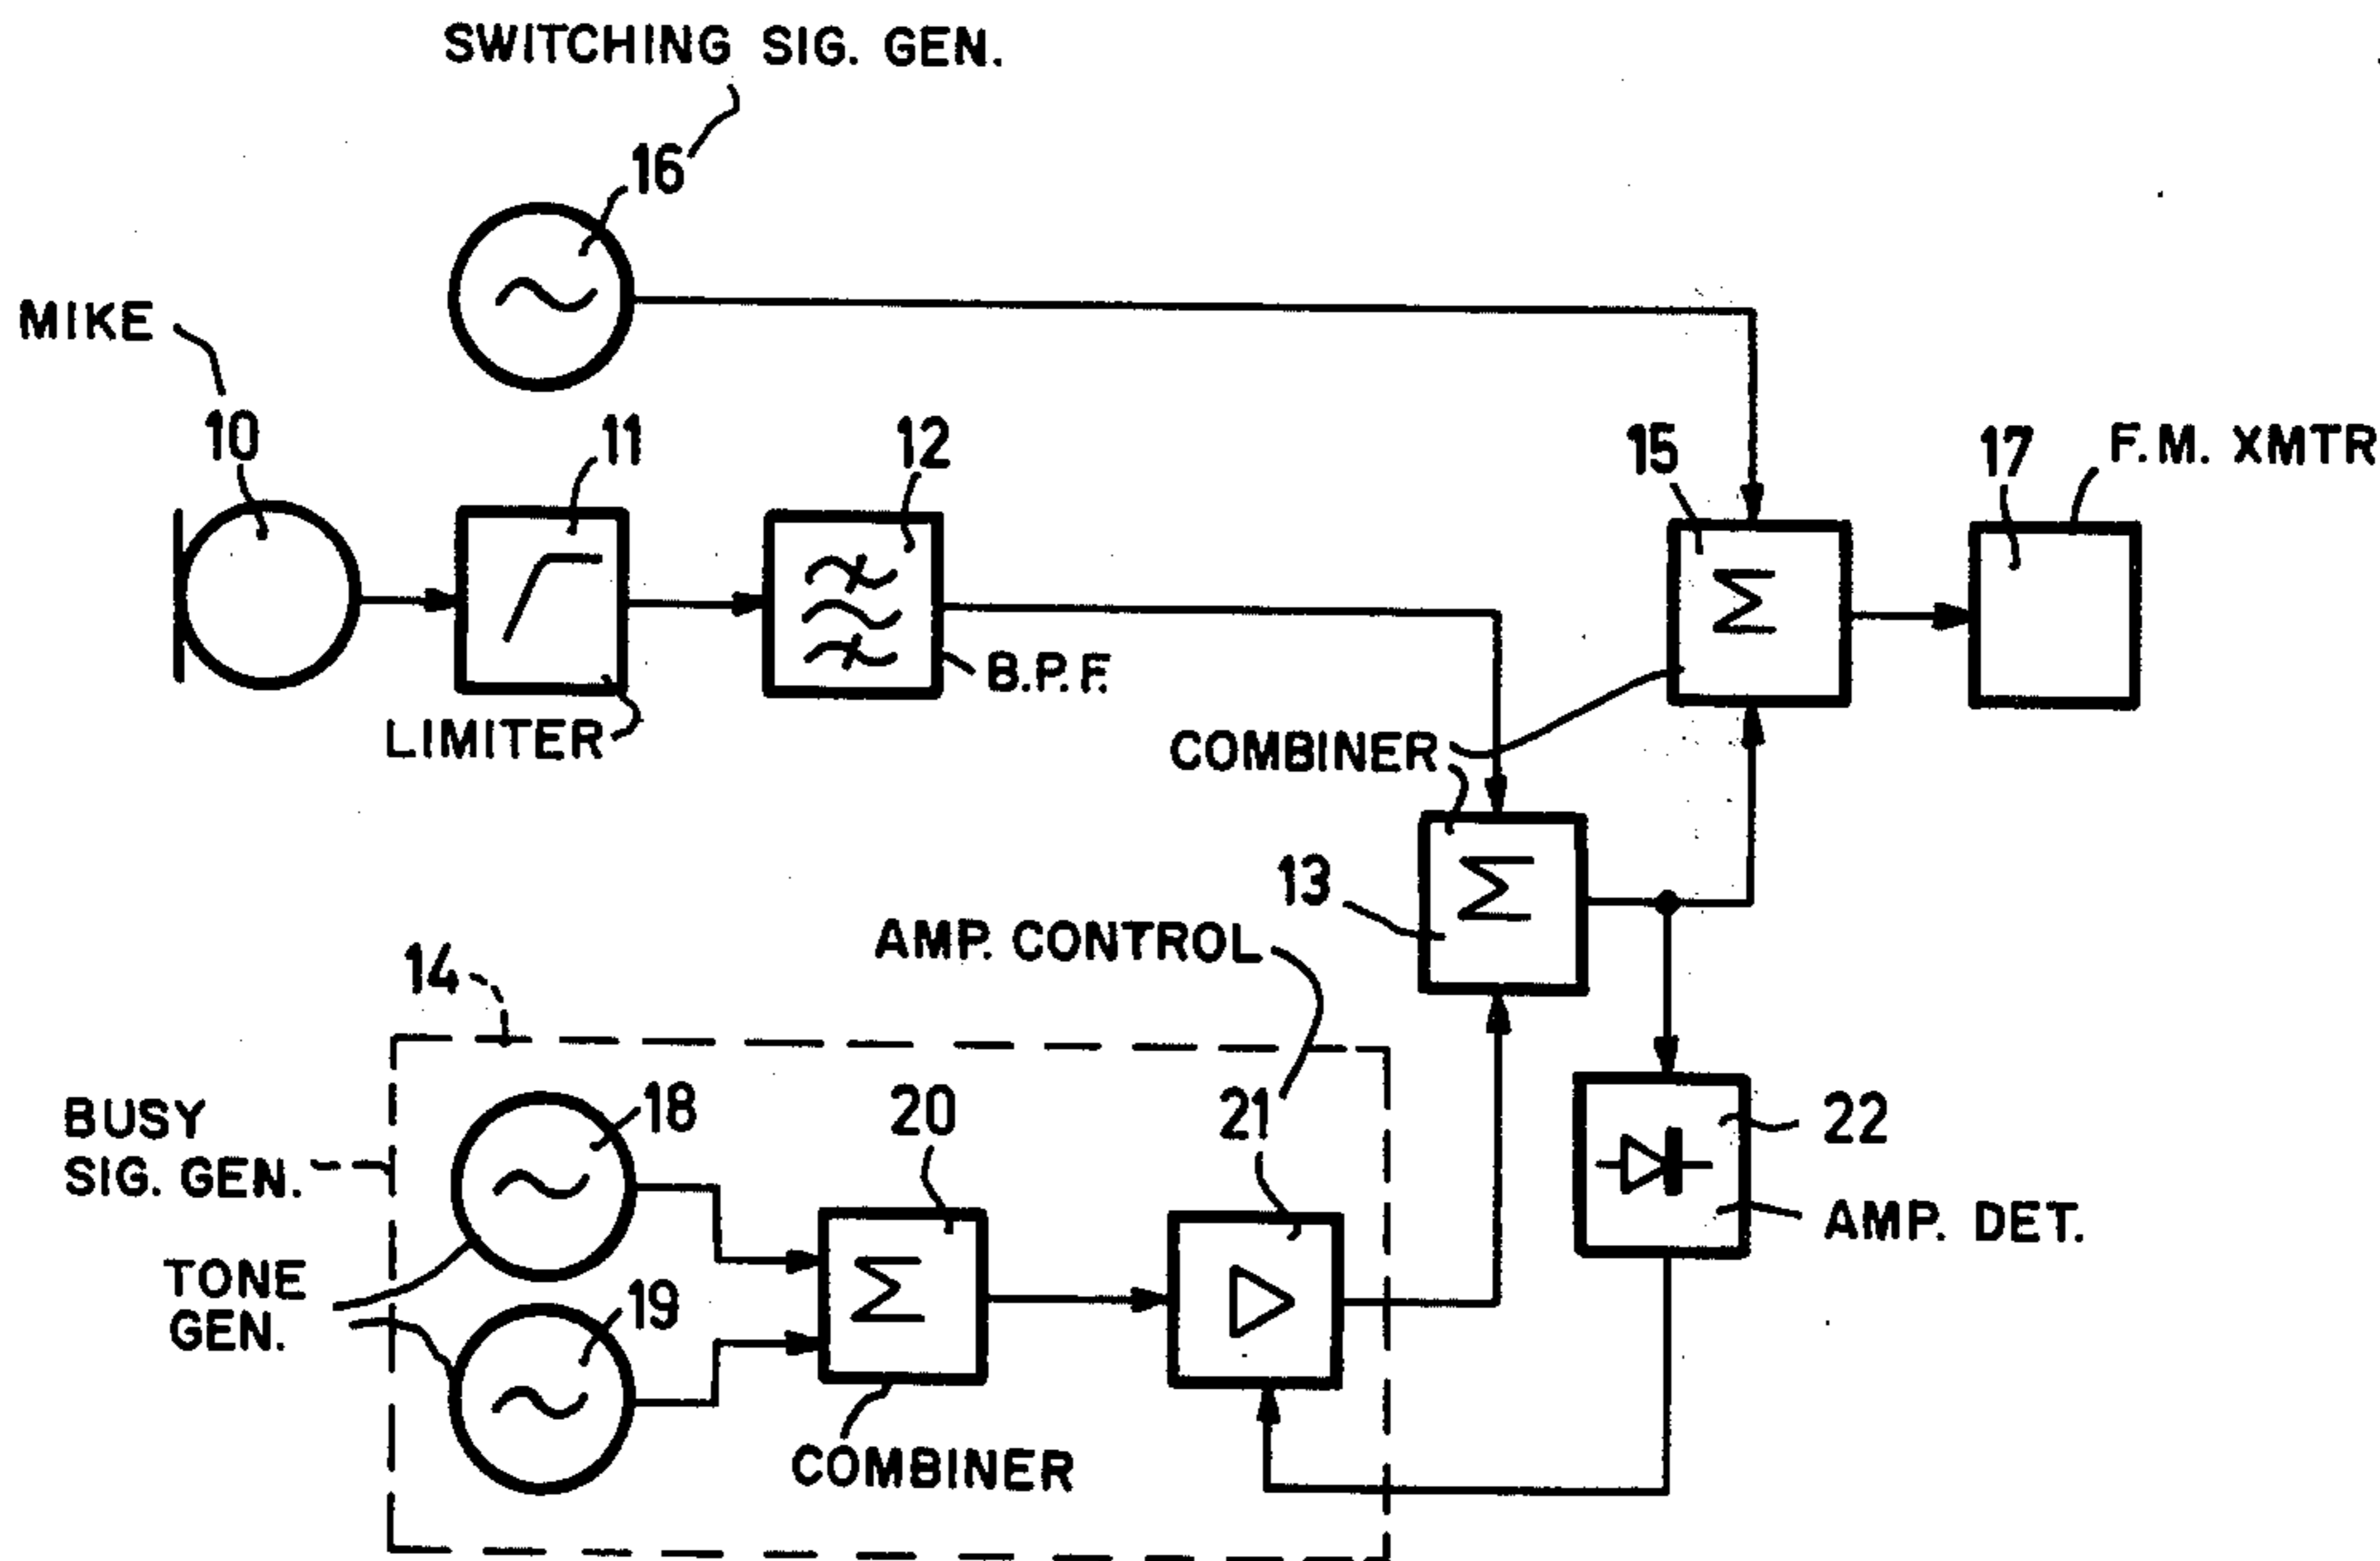 SWITCHING SIG. GEN.
16
MIKE
10
11
12
15
17
F.M. XMTR
B.P.F.
LIMITER
COMBINER
13
AMP. CONTROL
14
BUSY
SIG. GEN.
18
20
21
22
AMP. DET.
TONE
GEN.
19
COMBINER